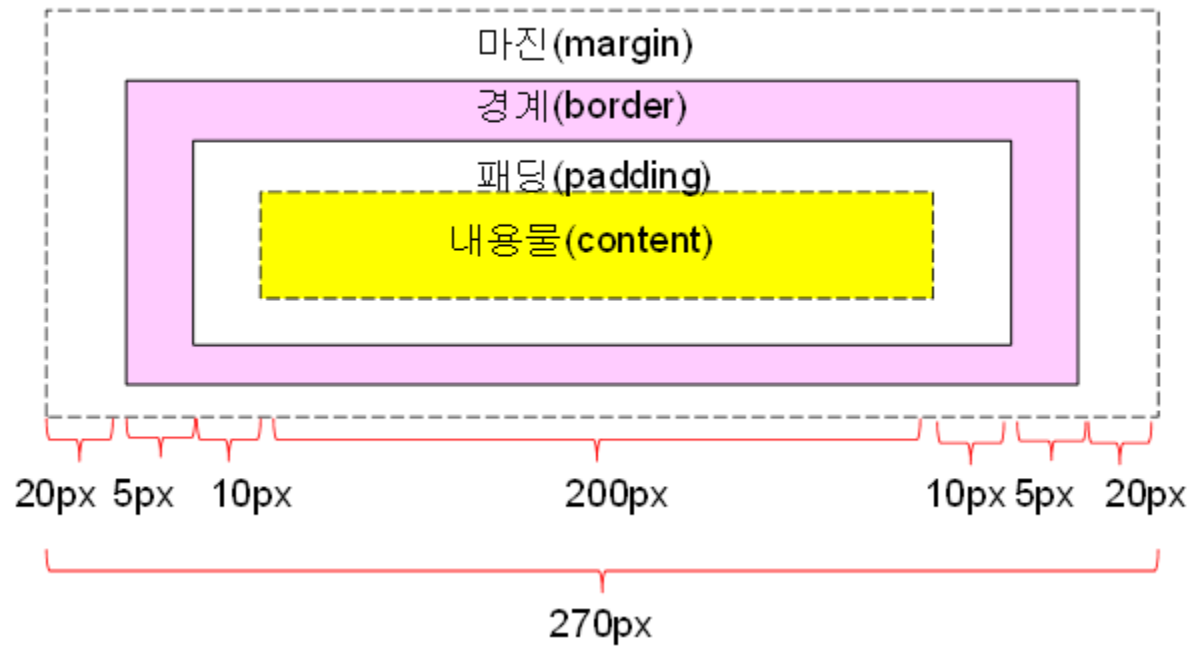 마진(margin)
경계(border)
패딩(padding)
내용물(content)
20px 5px 10px 200px 10px 5px 20px
270px